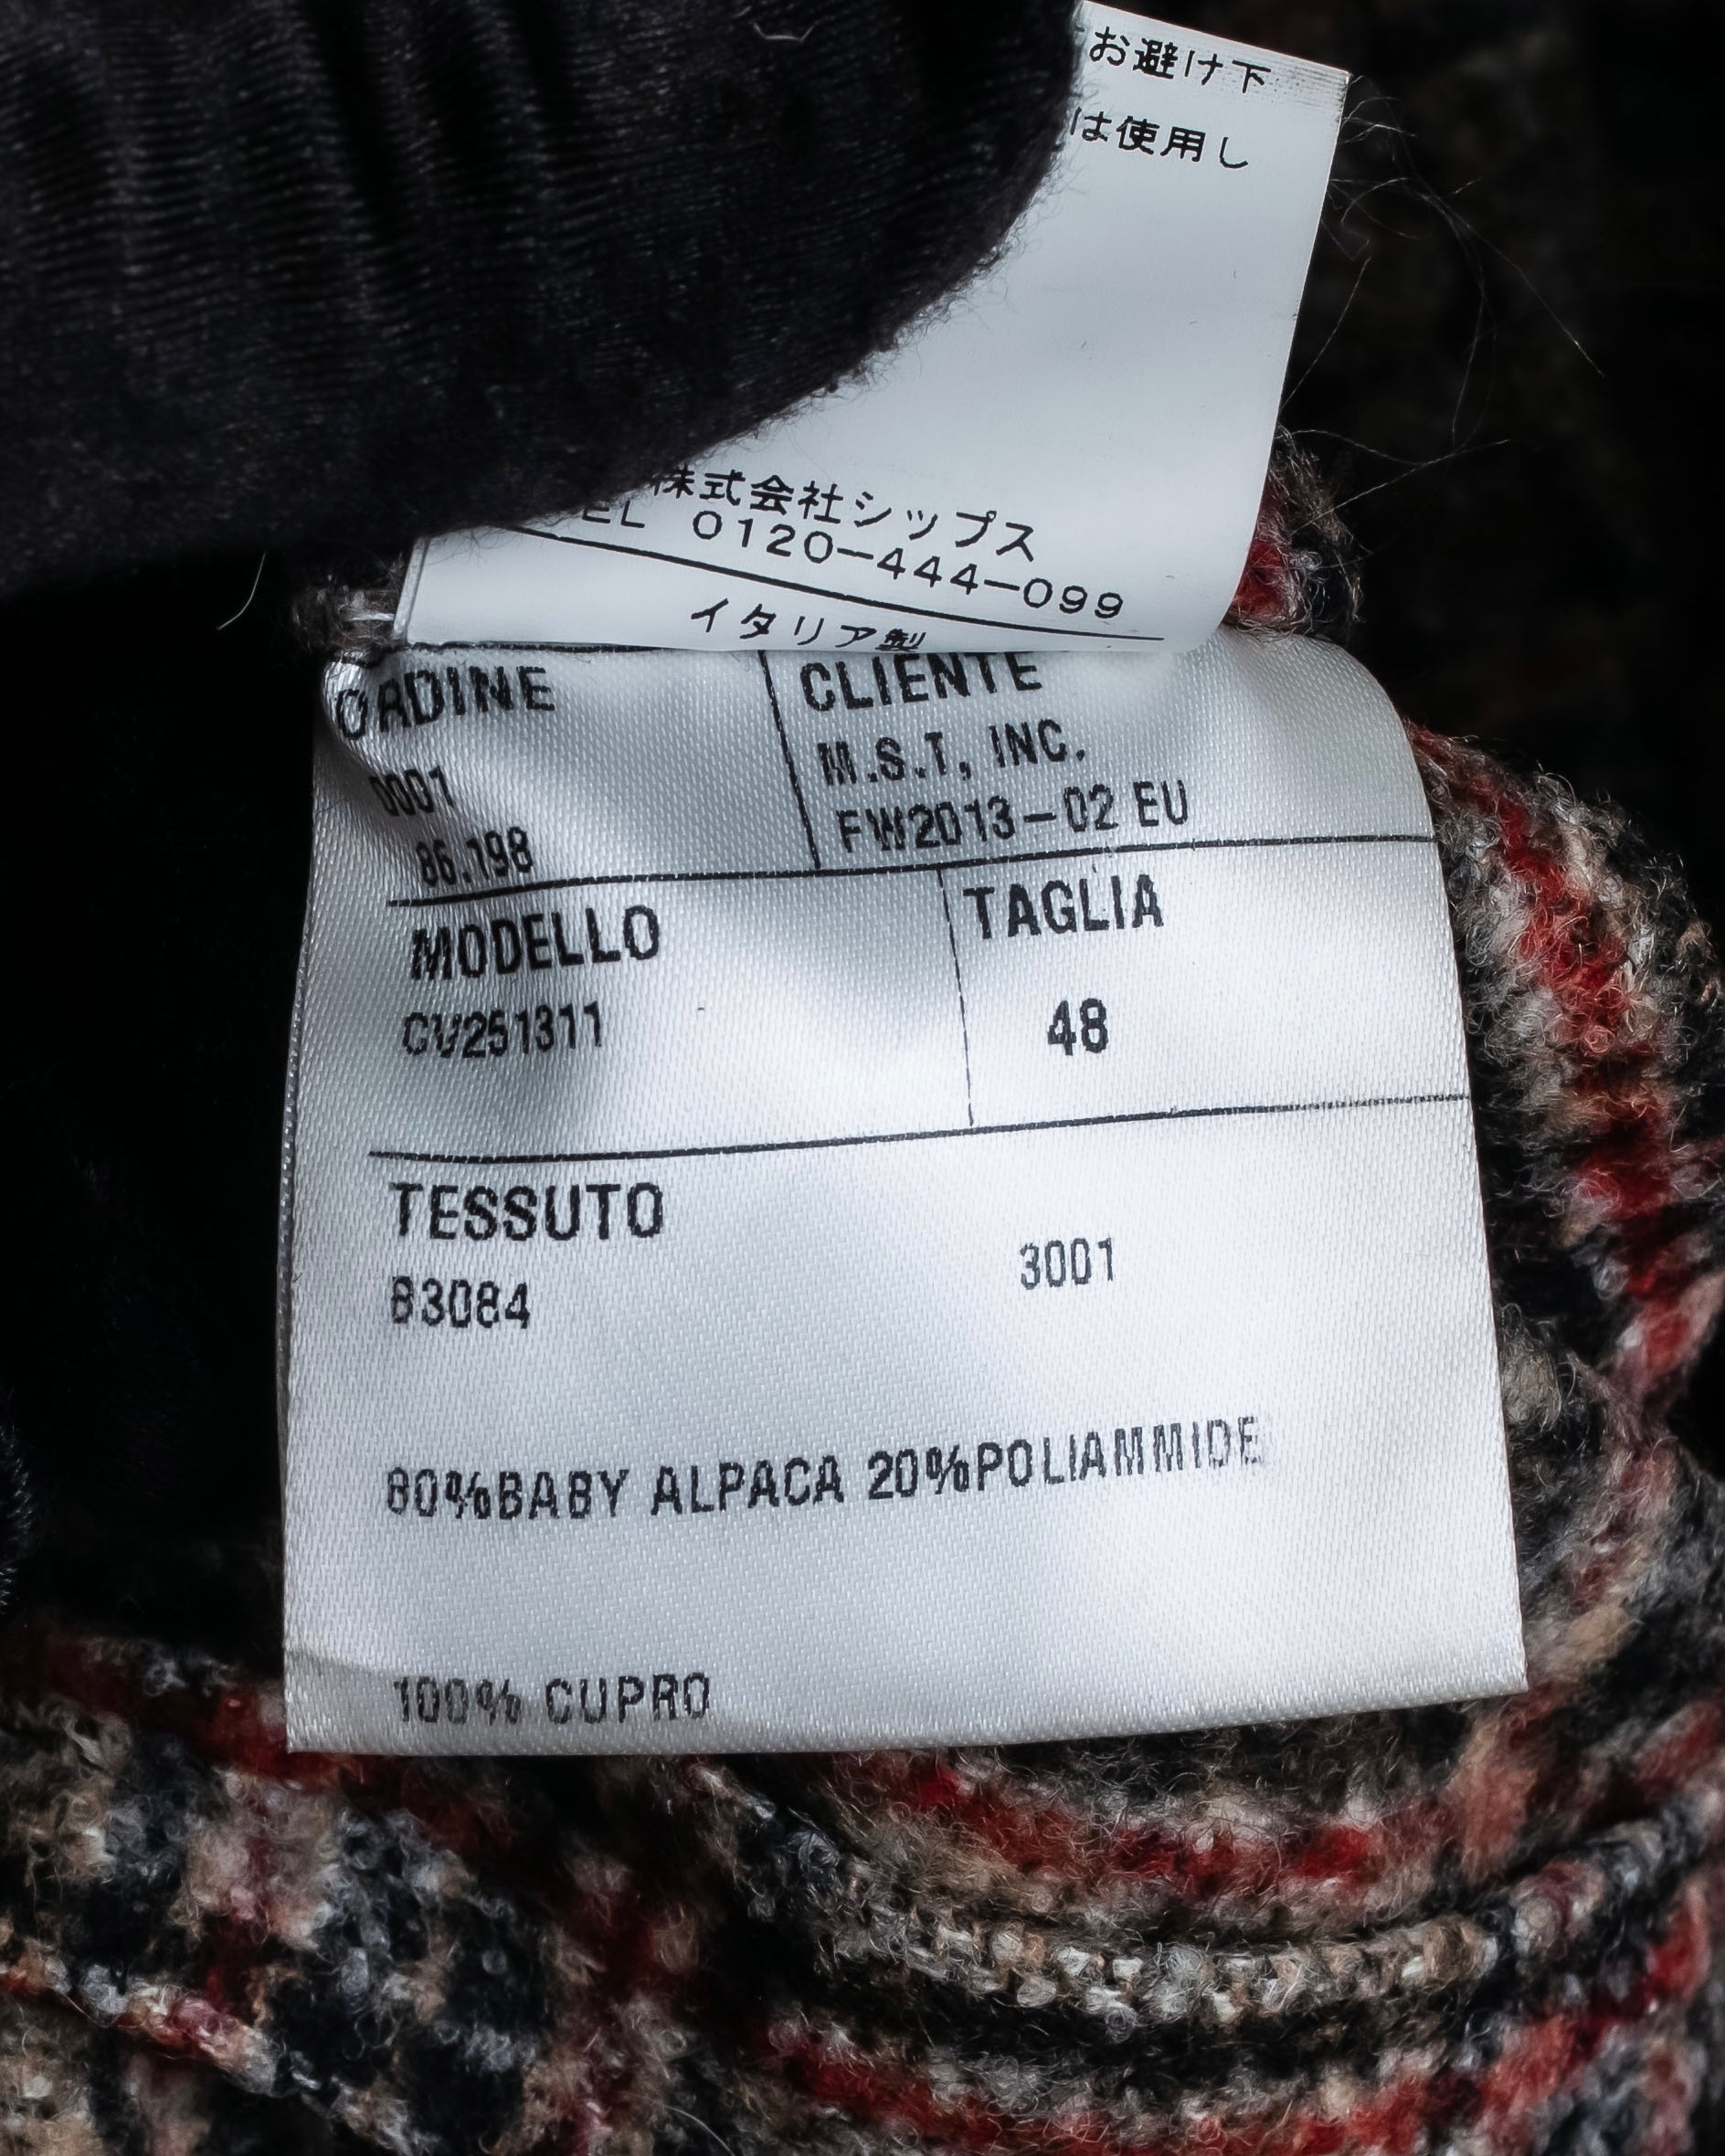 お避け下
は使用し
株式会社シップス
TEL 0120-444-099
イタリア製
ORDINE
0001
86.198
CLIENTE
M.S.T, INC.
FW2013-02 EU
MODELLO
CV251311
TAGLIA
48
TESSUTO
83084
3001
80%BABY ALPACA 20%POLIAMMIDE
100% CUPRO